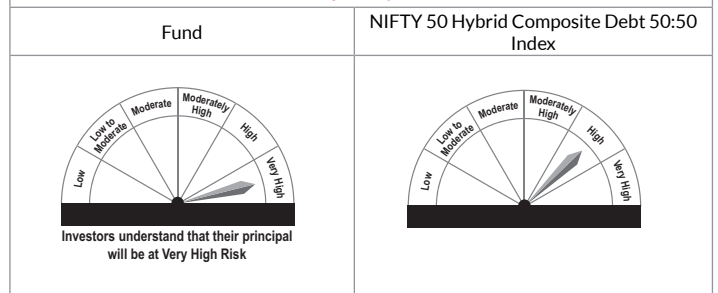 Fund
NIFTY 50 Hybrid Composite Debt 50:50
Index
Low
Low to
Moderate
Moderate
Moderately
High
High
Very High
Investors understand that their principal
will be at Very High Risk
Low
Low to
Moderate
Moderate
Moderately
High
High
Very High